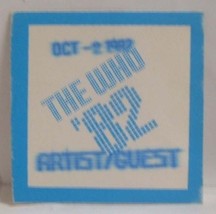 OCT -2 1982
THE WHO
'82
ARTIST/GUEST